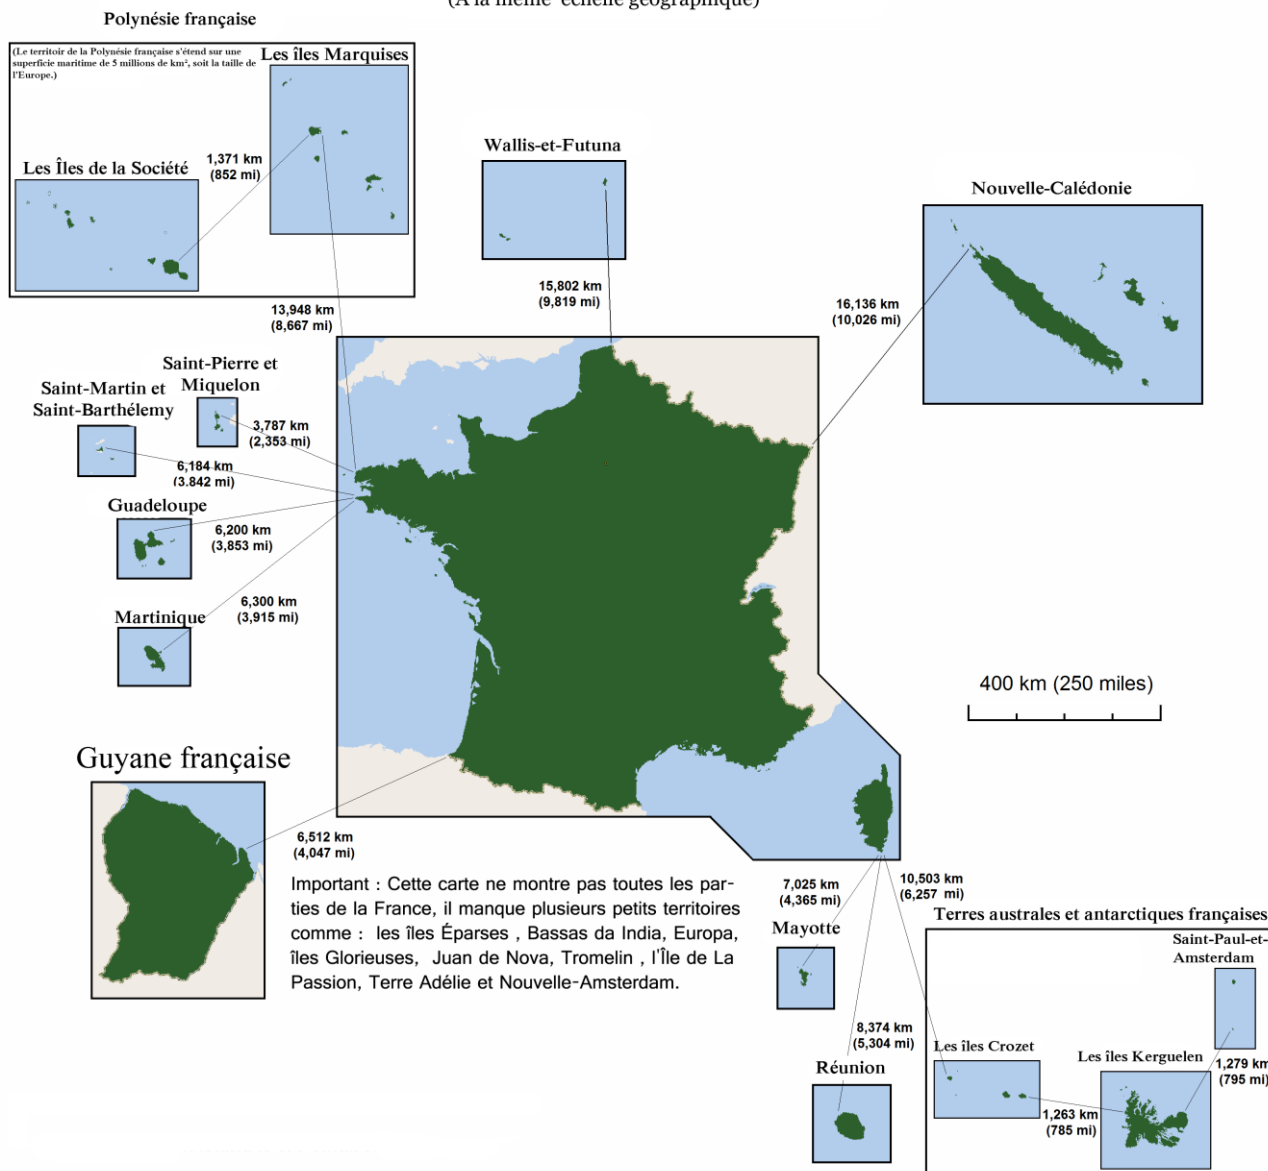 (À la même échelle géographique)
Polynésie française
(Le territoir de la Polynésie française s'étend sur une
superficie maritime de 5 millions de km², soit la taille de
l'Europe.)
Les îles Marquises
1,371 km
(852 mi)
Les Îles de la Société
Wallis-et-Futuna
Nouvelle-Calédonie
15,802 km
(9,819 mi)
16,136 km
(10,026 mi)
13,948 km
(8,667 mi)
Saint-Pierre et
Miquelon
Saint-Martin et
Saint-Barthélemy
3,787 km
(2,353 mi)
6,184 km
(3.842 mi)
Guadeloupe
6,200 km
(3,853 mi)
6,300 km
(3,915 mi)
Martinique
400 km (250 miles)
Guyane française
6,512 km
(4,047 mi)
Important : Cette carte ne montre pas toutes les par-
ties de la France, il manque plusieurs petits territoires
comme : les îles Éparses , Bassas da India, Europa,
îles Glorieuses, Juan de Nova, Tromelin , l'Île de La
Passion, Terre Adélie et Nouvelle-Amsterdam.
7,025 km
(4,365 mi)
10,503 km
(6,257 mi)
Mayotte
Terres australes et antarctiques françaises
Saint-Paul-et-
Amsterdam
8,374 km
(5,304 mi)
Réunion
Les îles Crozet
Les îles Kerguelen
1,279 km
(795 mi)
1,263 km
(785 mi)